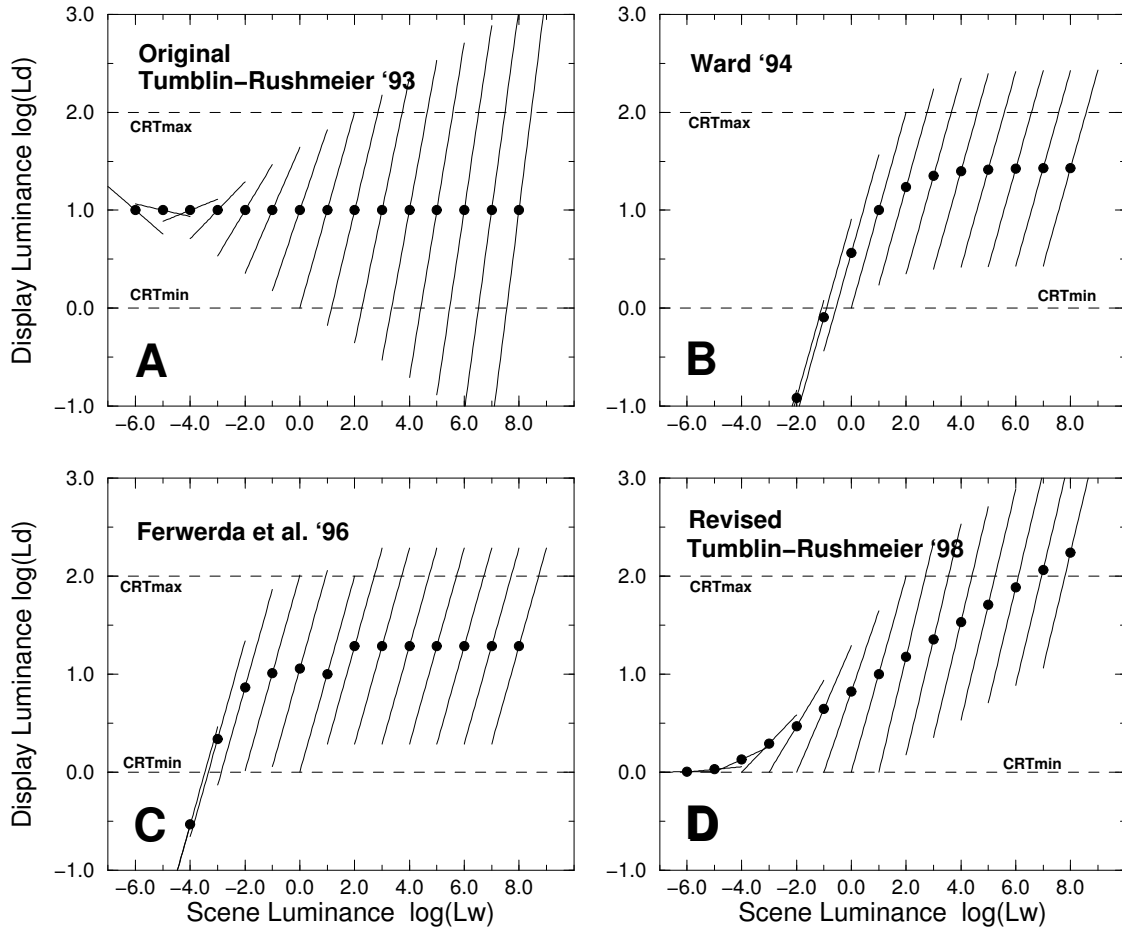 3.0
2.0
1.0
0.0
−1.0
Display Luminance log(Ld)
Original
Tumblin−Rushmeier ‘93
CRTmax
CRTmin
A
−6.0 −4.0 −2.0 0.0 2.0 4.0 6.0 8.0
3.0
2.0
1.0
0.0
−1.0
Ward ‘94
CRTmax
CRTmin
B
−6.0 −4.0 −2.0 0.0 2.0 4.0 6.0 8.0
3.0
2.0
1.0
0.0
−1.0
Display Luminance log(Ld)
Ferwerda et al. ‘96
CRTmax
CRTmin
C
−6.0 −4.0 −2.0 0.0 2.0 4.0 6.0 8.0
Scene Luminance log(Lw)
3.0
2.0
1.0
0.0
−1.0
Revised
Tumblin−Rushmeier ‘98
CRTmax
CRTmin
D
−6.0 −4.0 −2.0 0.0 2.0 4.0 6.0 8.0
Scene Luminance log(Lw)